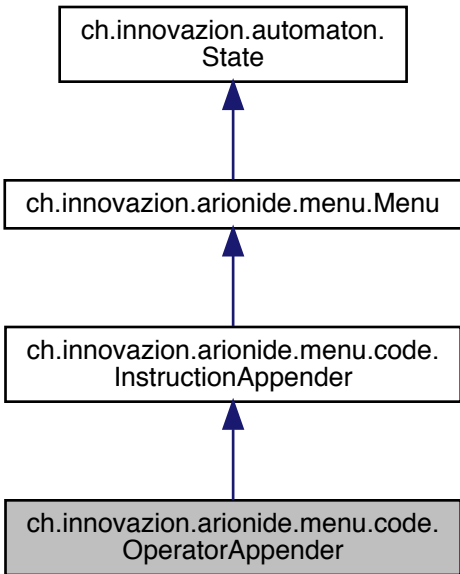 ch.innovazion.automaton.
State
ch.innovazion.arionide.menu.Menu
ch.innovazion.arionide.menu.code.
InstructionAppender
ch.innovazion.arionide.menu.code.
OperatorAppender